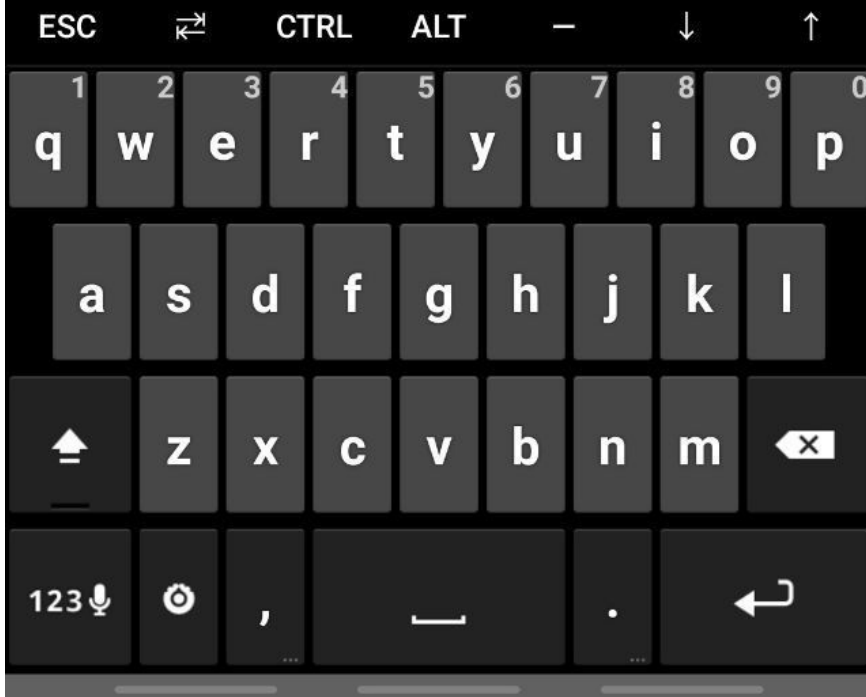 ESC CTRL ALT – ↓ ↑
1 2 3 4 5 6 7 8 9 0
q w e r t y u i o p
a s d f g h j k l
z x c v b n m
123 , .